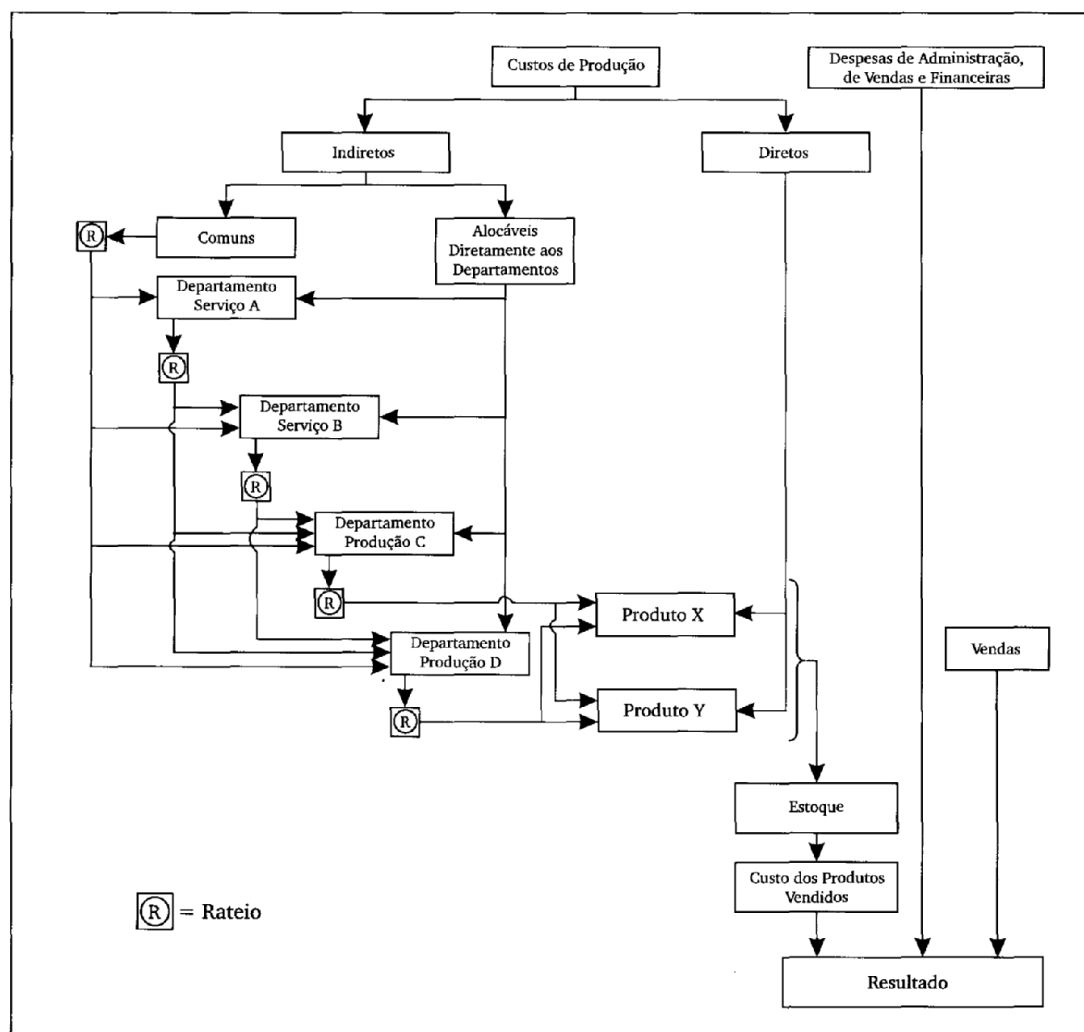 Custos de Produção
Despesas de Administração,
de Vendas e Financeiras
Indiretos
Diretos
R
Comuns
Alocáveis
Diretamente aos
Departamentos
Departamento
Serviço A
R
Departamento
Serviço B
R
Departamento
Produção C
R
Produto X
Departamento
Produção D
Vendas
R
Produto Y
Estoque
Custo dos Produtos
Vendidos
R = Rateio
Resultado